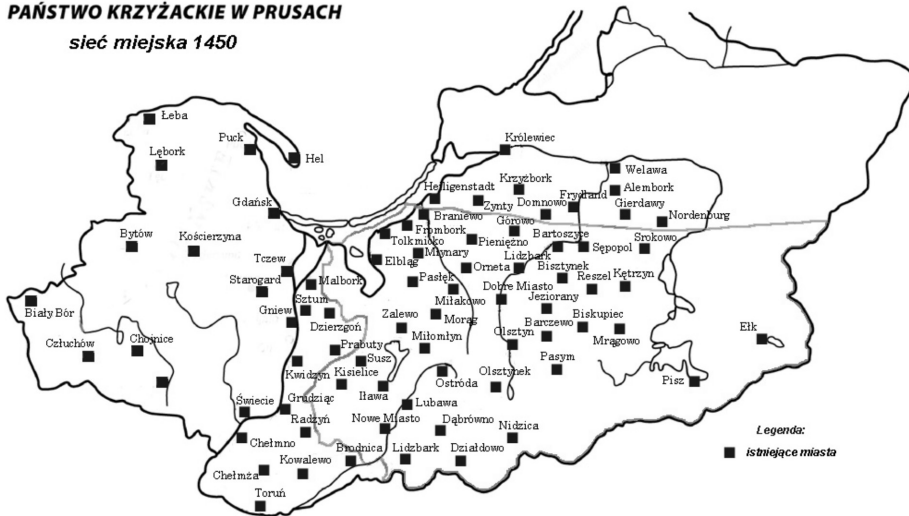 PAŃSTWO KRZYŻACKIE W PRUSACH
sieć miejska 1450
Łeba
Puck
Królewiec
Lębork
Hel
Welawa
Heiligenstadt
Krzyżbork
Alembork
Gdańsk
Zynty
Domnowo
Frydland
Gierdawy
Braniewo
Nordenburg
Frombork
Górowo
Bytów
Kościerzyna
Tolkmicko
Pieniężno
Bartoszyce
Sępopol
Srokowo
Młynary
Tczew
Elbląg
Orneta
Lidzbark
Bisztynek
Starogard
Malbork
Pasłęk
Reszel
Kętrzyn
Sztum
Miłakowo
Dobre Miasto
Jeziorany
Biały Bór
Gniew
Dzierzgoń
Zalewo
Morąg
Barczewo
Biskupiec
Ełk
Człuchów
Chojnice
Prabuty
Miłomłyn
Olsztyn
Mrągowo
Susz
Pasym
Kwidzyn
Kisielice
Iława
Ostróda
Olsztynek
Pisz
Świecie
Grudziąc
Lubawa
Radzyń
Nowe Miasto
Dąbrówno
Nidzica
Legenda:
Chełmno
Brodnica
Lidzbark
Działdowo
istniejące miasta
Chełmża
Kowalewo
Toruń